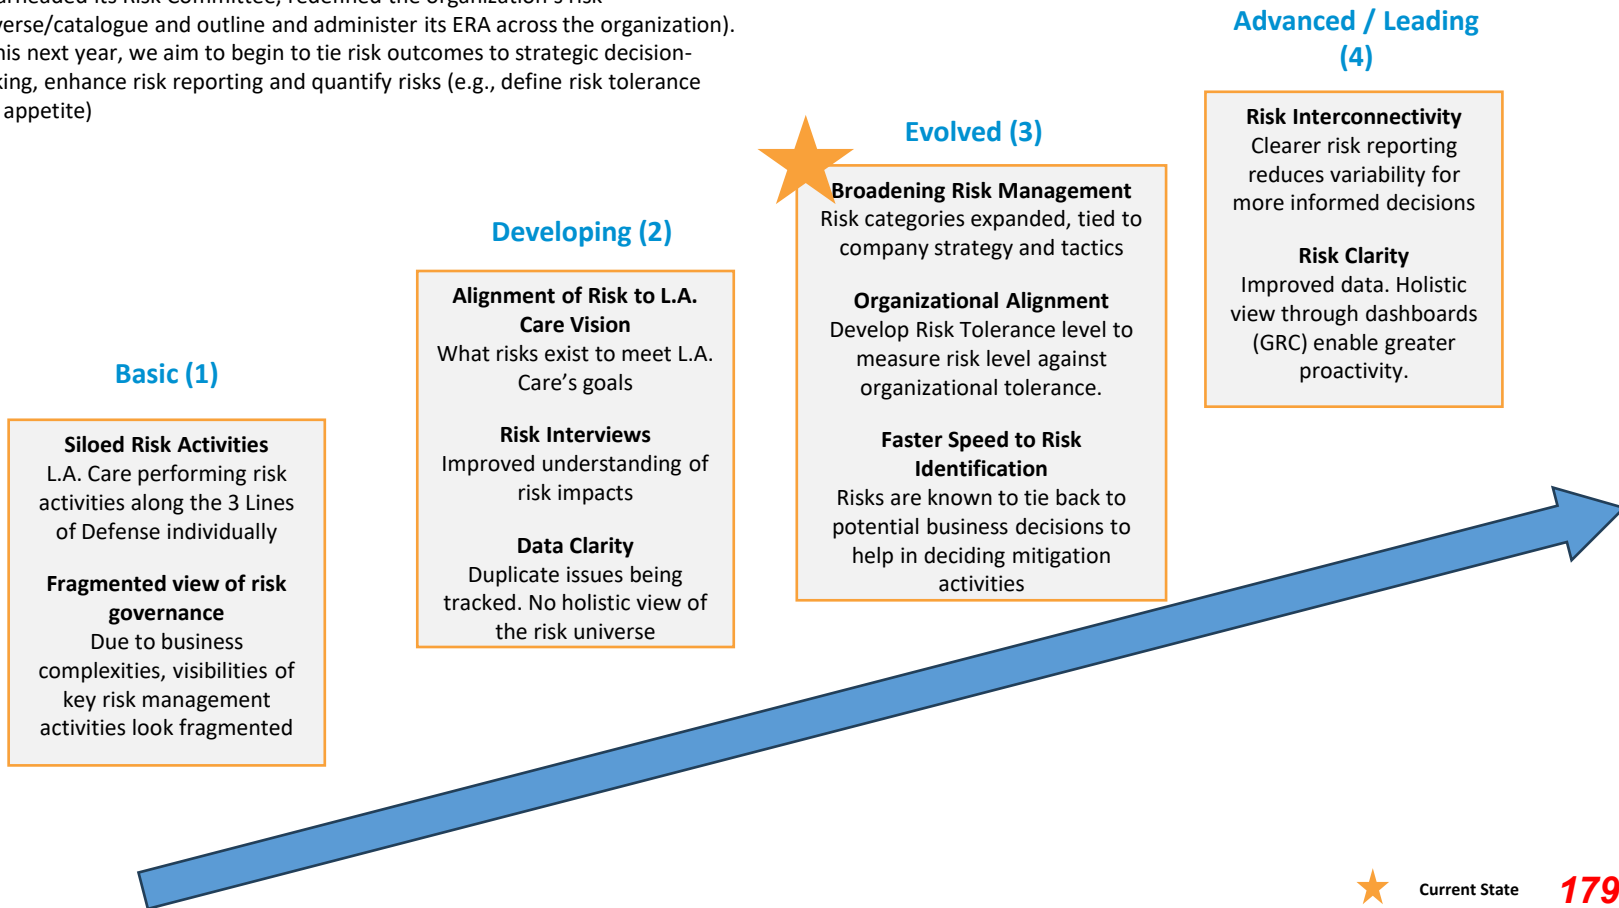 its Risk Committee, redefined the organization's risk
verse/catalogue and outline and administer its ERA across the organization).
his next year, we aim to begin to tie risk outcomes to strategic decision-
king, enhance risk reporting and quantify risks (e.g., define risk tolerance
appetite)
Basic (1)
Siloed Risk Activities
L.A. Care performing risk
activities along the 3 Lines
of Defense individually
Fragmented view of risk
governance
Due to business
complexities, visibilities of
key risk management
activities look fragmented
Developing (2)
Alignment of Risk to L.A.
Care Vision
What risks exist to meet L.A.
Care’s goals
Risk Interviews
Improved understanding of
risk impacts
Data Clarity
Duplicate issues being
tracked. No holistic view of
the risk universe
Evolved (3)
Broadening Risk Management
Risk categories expanded, tied to
company strategy and tactics
Organizational Alignment
Develop Risk Tolerance level to
measure risk level against
organizational tolerance.
Faster Speed to Risk
Identification
Risks are known to tie back to
potential business decisions to
help in deciding mitigation
activities
Advanced / Leading
(4)
Risk Interconnectivity
Clearer risk reporting
reduces variability for
more informed decisions
Risk Clarity
Improved data. Holistic
view through dashboards
(GRC) enable greater
proactivity.
Current State
179